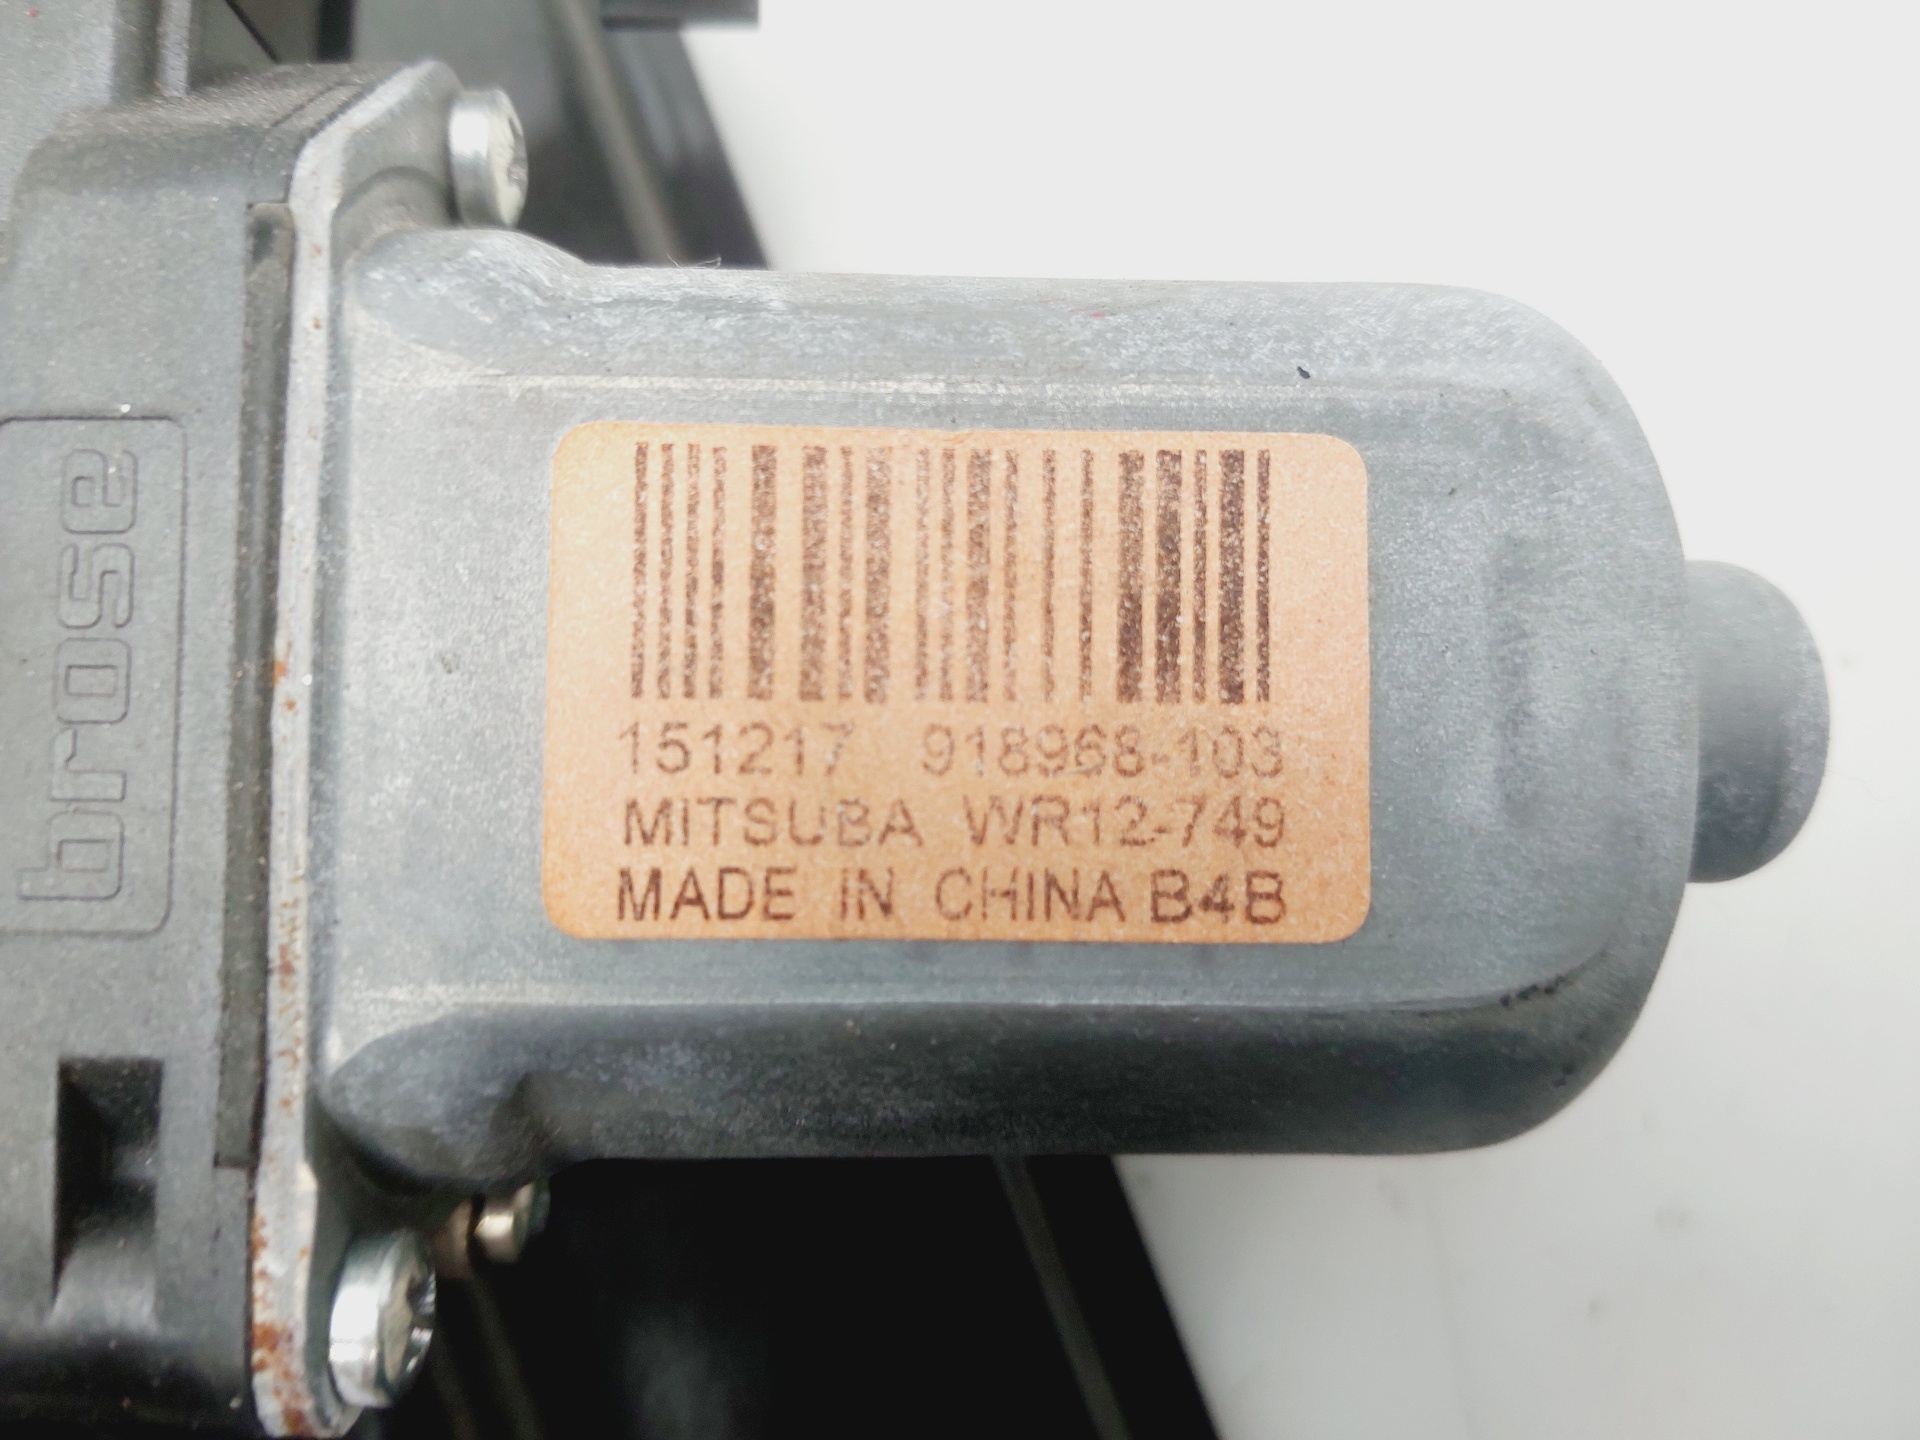 brose
151217 918968-103
MITSUBA WR12-749
MADE IN CHINA B4B